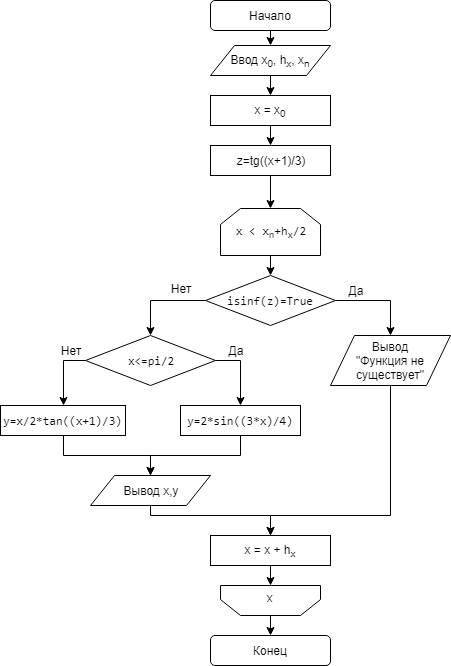 Начало
Ввод x0, hx, xn
x = x0
z=tg((x+1)/3)
x < xn+hx/2
isinf(z)=True
Нет
Да
x<=pi/2
Нет
Да
Вывод
"Функция не
существует"
y=x/2*tan((x+1)/3)
y=2*sin((3*x)/4)
Вывод x,y
x = x + hx
x
Конец